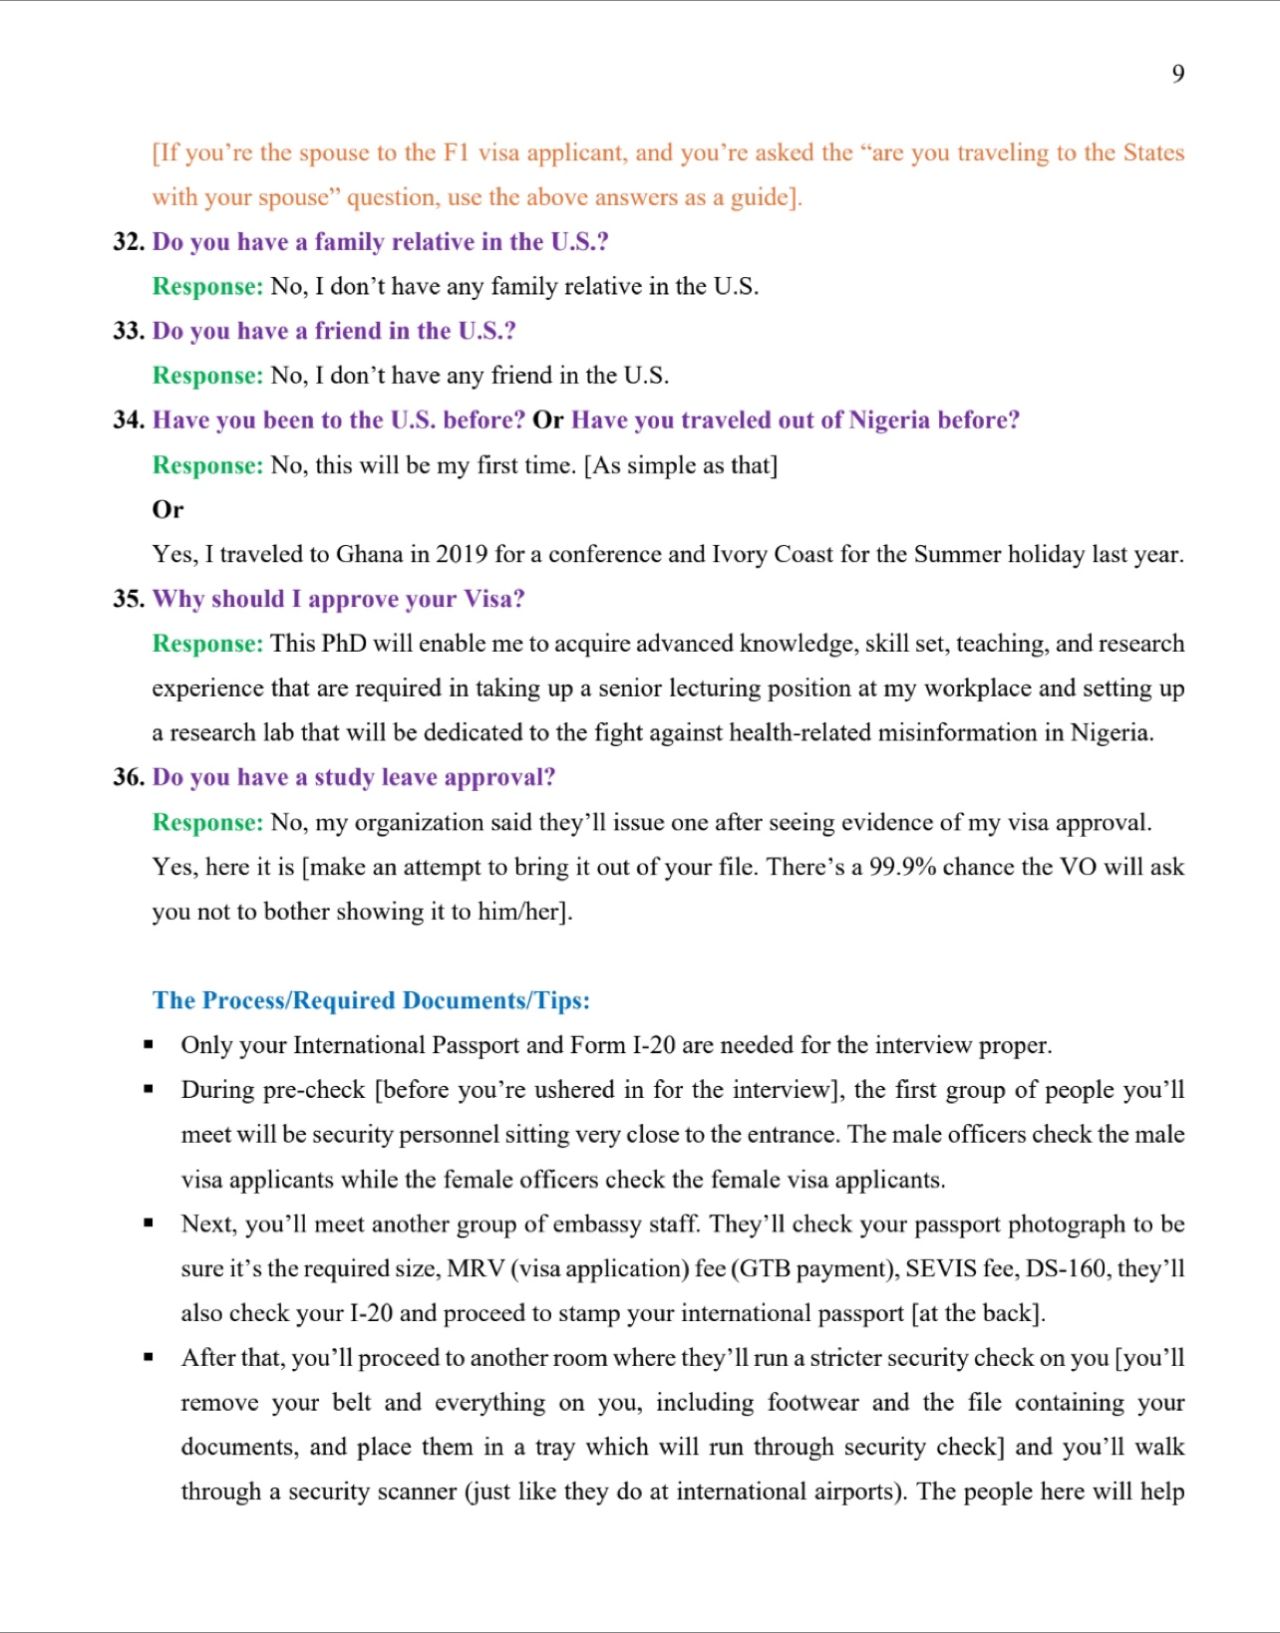 9
[If you’re the spouse to the F1 visa applicant, and you’re asked the “are you traveling to the States
with your spouse” question, use the above answers as a guide].
32. Do you have a family relative in the U.S.?
Response: No, I don’t have any family relative in the U.S.
33. Do you have a friend in the U.S.?
Response: No, I don’t have any friend in the U.S.
34. Have you been to the U.S. before? Or Have you traveled out of Nigeria before?
Response: No, this will be my first time. [As simple as that]
Or
Yes, I traveled to Ghana in 2019 for a conference and Ivory Coast for the Summer holiday last year.
35. Why should I approve your Visa?
Response: This PhD will enable me to acquire advanced knowledge, skill set, teaching, and research
experience that are required in taking up a senior lecturing position at my workplace and setting up
a research lab that will be dedicated to the fight against health-related misinformation in Nigeria.
36. Do you have a study leave approval?
Response: No, my organization said they’ll issue one after seeing evidence of my visa approval.
Yes, here it is [make an attempt to bring it out of your file. There’s a 99.9% chance the VO will ask
you not to bother showing it to him/her].
The Process/Required Documents/Tips:
▪ Only your International Passport and Form I-20 are needed for the interview proper.
▪ During pre-check [before you’re ushered in for the interview], the first group of people you’ll
meet will be security personnel sitting very close to the entrance. The male officers check the male
visa applicants while the female officers check the female visa applicants.
▪ Next, you’ll meet another group of embassy staff. They’ll check your passport photograph to be
sure it’s the required size, MRV (visa application) fee (GTB payment), SEVIS fee, DS-160, they’ll
also check your I-20 and proceed to stamp your international passport [at the back].
▪ After that, you’ll proceed to another room where they’ll run a stricter security check on you [you’ll
remove your belt and everything on you, including footwear and the file containing your
documents, and place them in a tray which will run through security check] and you’ll walk
through a security scanner (just like they do at international airports). The people here will help